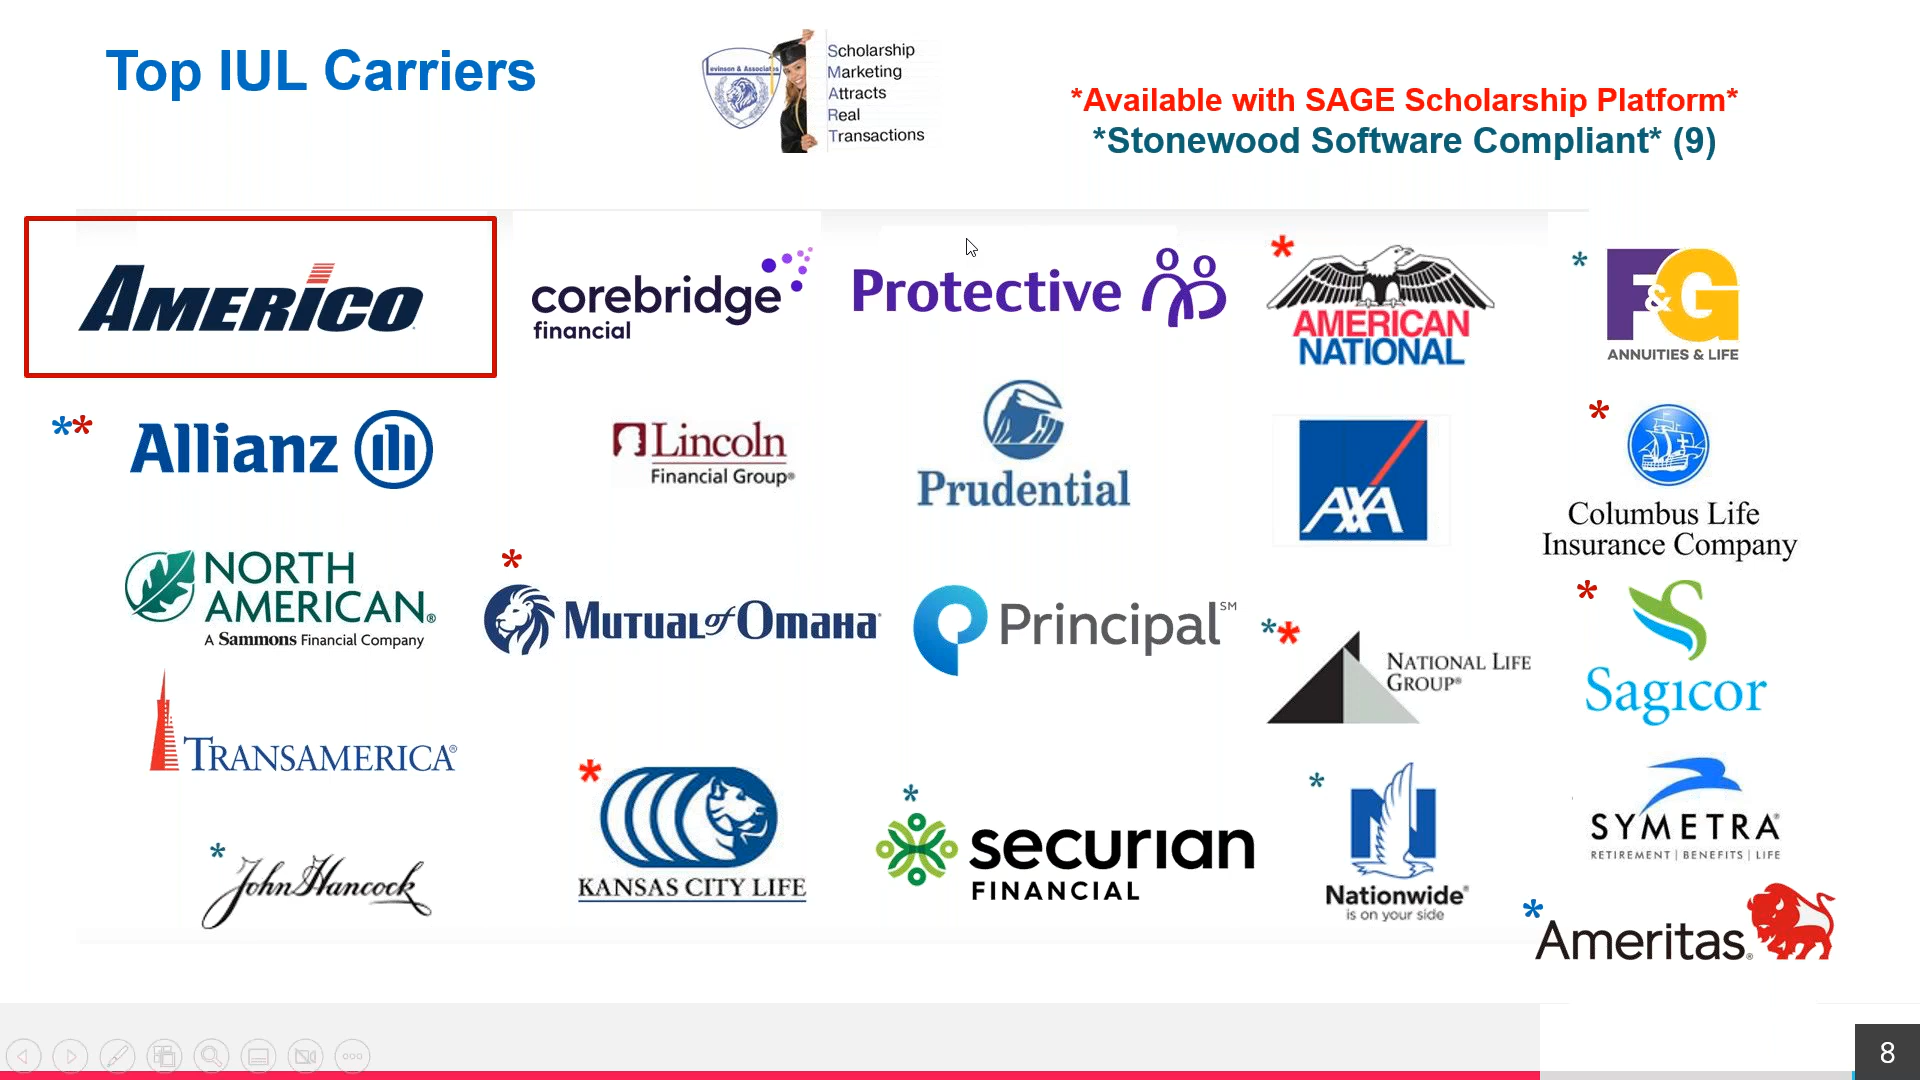 Top IUL Carriers
evinson & Associates
Scholarship
Marketing
Attracts
Real
Transactions
*Available with SAGE Scholarship Platform*
*Stonewood Software Compliant* (9)
AMERICO
corebridge
financial
Protective
*
AMERICAN
NATIONAL
*
F&G
ANNUITIES & LIFE
**
Allianz
Lincoln
Financial Group®
Prudential
AXA
*
Columbus Life
Insurance Company
NORTH
AMERICAN®
A Sammons Financial Company
*
MUTUAL of OMAHA
Principal℠
**
NATIONAL LIFE
GROUP®
*
Sagicor
TRANSAMERICA®
*
KANSAS CITY LIFE
*
securian
FINANCIAL
*
N
Nationwide®
is on your side
SYMETRA®
RETIREMENT | BENEFITS | LIFE
*
John Hancock
*
Ameritas®
8